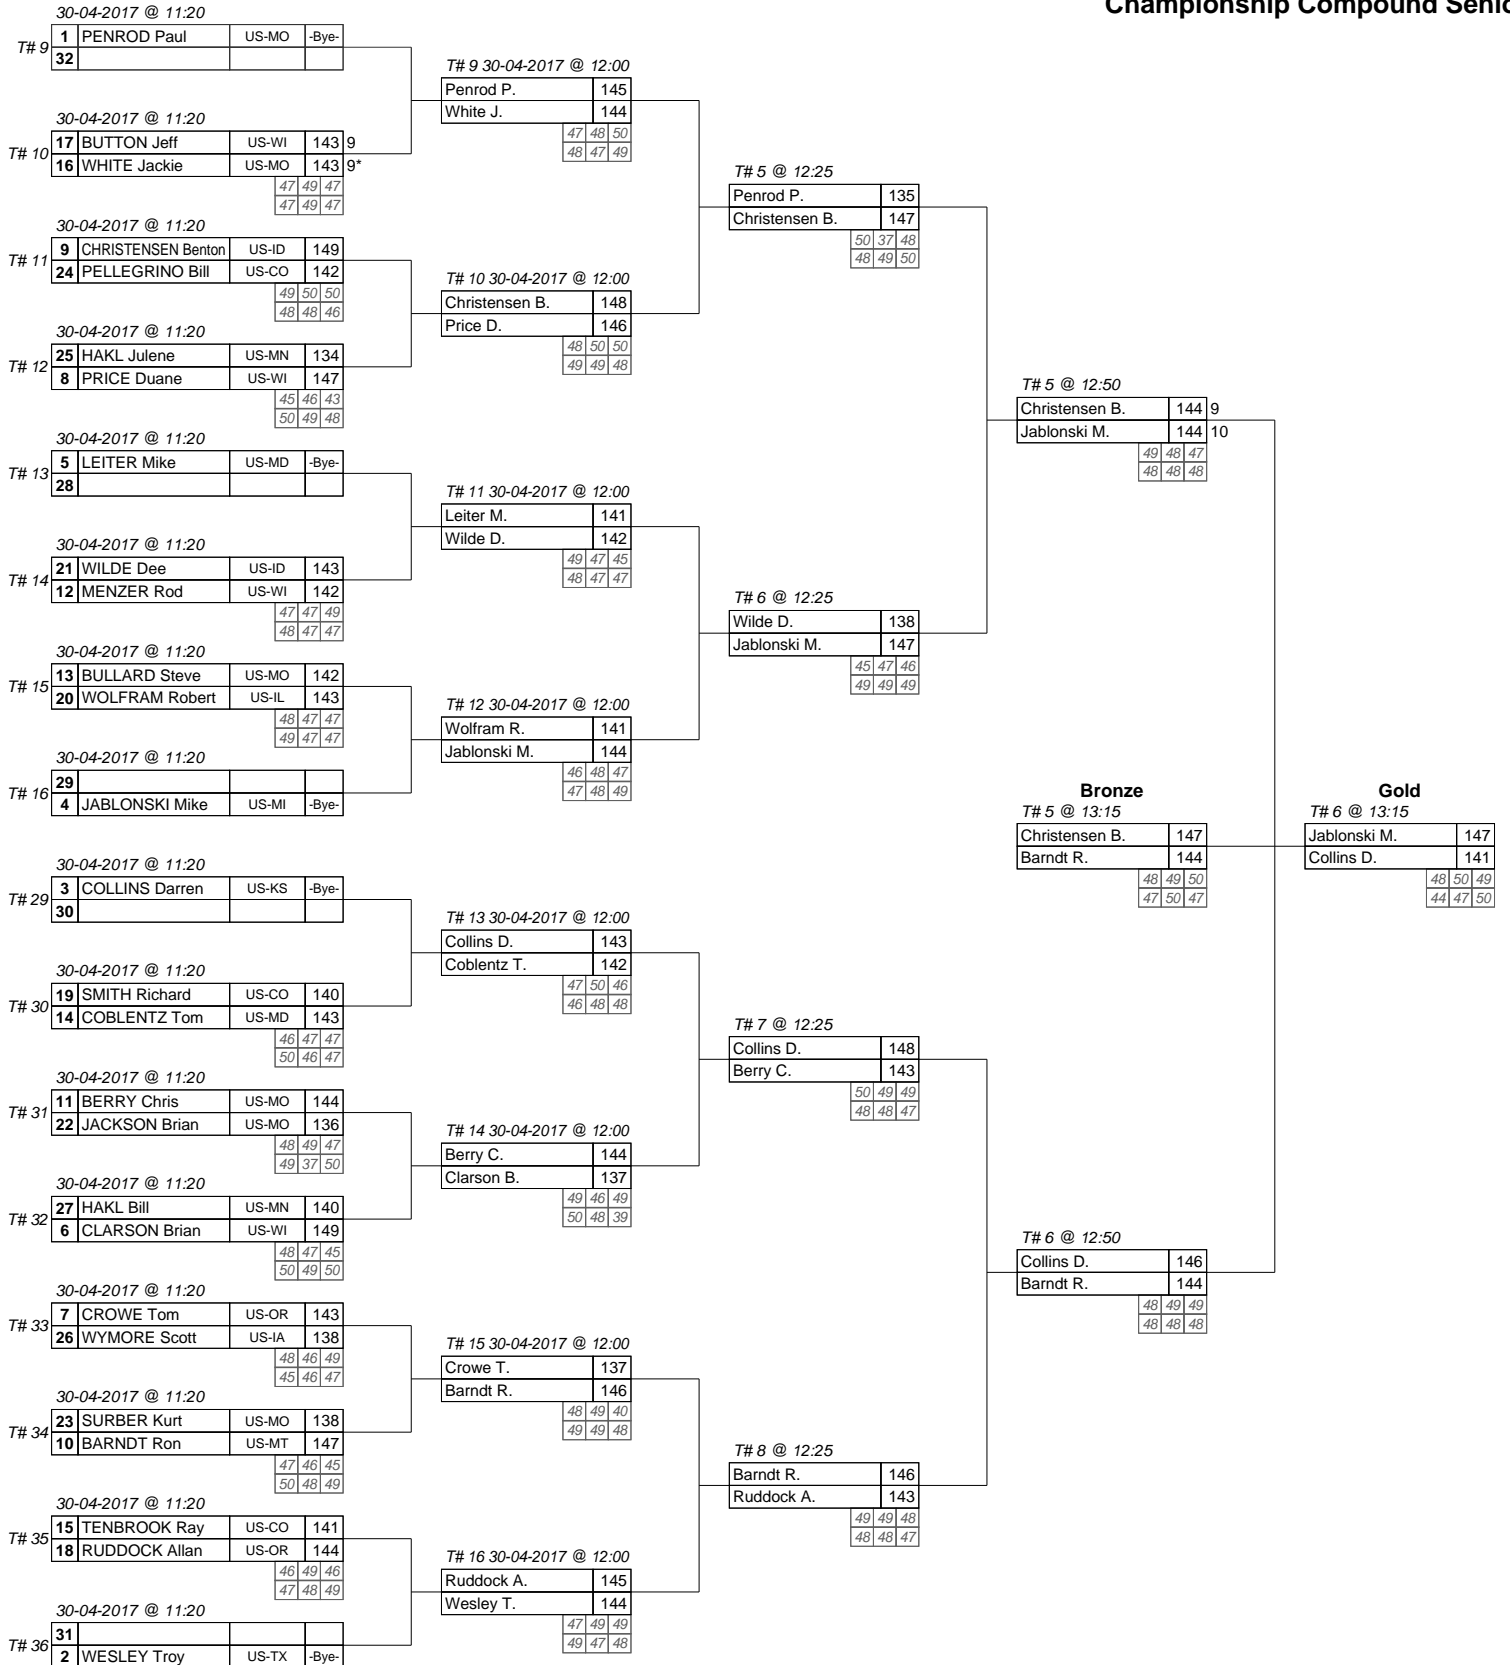 Championship Compound Senio
30-04-2017 @ 11:20
T# 9
1 PENROD Paul US-MO -Bye-
32
30-04-2017 @ 11:20
T# 10
17 BUTTON Jeff US-WI 143 9
16 WHITE Jackie US-MO 143 9*
47 49 47
47 49 47
30-04-2017 @ 11:20
T# 11
9 CHRISTENSEN Benton US-ID 149
24 PELLEGRINO Bill US-CO 142
49 50 50
48 48 46
30-04-2017 @ 11:20
T# 12
25 HAKL Julene US-MN 134
8 PRICE Duane US-WI 147
45 46 43
50 49 48
30-04-2017 @ 11:20
T# 13
5 LEITER Mike US-MD -Bye-
28
30-04-2017 @ 11:20
T# 14
21 WILDE Dee US-ID 143
12 MENZER Rod US-WI 142
47 47 49
48 47 47
30-04-2017 @ 11:20
T# 15
13 BULLARD Steve US-MO 142
20 WOLFRAM Robert US-IL 143
48 47 47
49 47 47
30-04-2017 @ 11:20
T# 16
29
4 JABLONSKI Mike US-MI -Bye-
30-04-2017 @ 11:20
T# 29
3 COLLINS Darren US-KS -Bye-
30
30-04-2017 @ 11:20
T# 30
19 SMITH Richard US-CO 140
14 COBLENTZ Tom US-MD 143
46 47 47
50 46 47
30-04-2017 @ 11:20
T# 31
11 BERRY Chris US-MO 144
22 JACKSON Brian US-MO 136
48 49 47
49 37 50
30-04-2017 @ 11:20
T# 32
27 HAKL Bill US-MN 140
6 CLARSON Brian US-WI 149
48 47 45
50 49 50
30-04-2017 @ 11:20
T# 33
7 CROWE Tom US-OR 143
26 WYMORE Scott US-IA 138
48 46 49
45 46 47
30-04-2017 @ 11:20
T# 34
23 SURBER Kurt US-MO 138
10 BARNDT Ron US-MT 147
47 46 45
50 48 49
30-04-2017 @ 11:20
T# 35
15 TENBROOK Ray US-CO 141
18 RUDDOCK Allan US-OR 144
46 49 46
47 48 49
30-04-2017 @ 11:20
T# 36
31
2 WESLEY Troy US-TX -Bye-
T# 9 30-04-2017 @ 12:00
Penrod P. 145
White J. 144
47 48 50
48 47 49
T# 10 30-04-2017 @ 12:00
Christensen B. 148
Price D. 146
48 50 50
49 49 48
T# 11 30-04-2017 @ 12:00
Leiter M. 141
Wilde D. 142
49 47 45
48 47 47
T# 12 30-04-2017 @ 12:00
Wolfram R. 141
Jablonski M. 144
46 48 47
47 48 49
T# 13 30-04-2017 @ 12:00
Collins D. 143
Coblentz T. 142
47 50 46
46 48 48
T# 14 30-04-2017 @ 12:00
Berry C. 144
Clarson B. 137
49 46 49
50 48 39
T# 15 30-04-2017 @ 12:00
Crowe T. 137
Barndt R. 146
48 49 40
49 49 48
T# 16 30-04-2017 @ 12:00
Ruddock A. 145
Wesley T. 144
47 49 49
49 47 48
T# 5 @ 12:25
Penrod P. 135
Christensen B. 147
50 37 48
48 49 50
T# 6 @ 12:25
Wilde D. 138
Jablonski M. 147
45 47 46
49 49 49
T# 7 @ 12:25
Collins D. 148
Berry C. 143
50 49 49
48 48 47
T# 8 @ 12:25
Barndt R. 146
Ruddock A. 143
49 49 48
48 48 47
T# 5 @ 12:50
Christensen B. 144 9
Jablonski M. 144 10
49 48 47
48 48 48
T# 6 @ 12:50
Collins D. 146
Barndt R. 144
48 49 49
48 48 48
Bronze
T# 5 @ 13:15
Christensen B. 147
Barndt R. 144
48 49 50
47 50 47
Gold
T# 6 @ 13:15
Jablonski M. 147
Collins D. 141
48 50 49
44 47 50